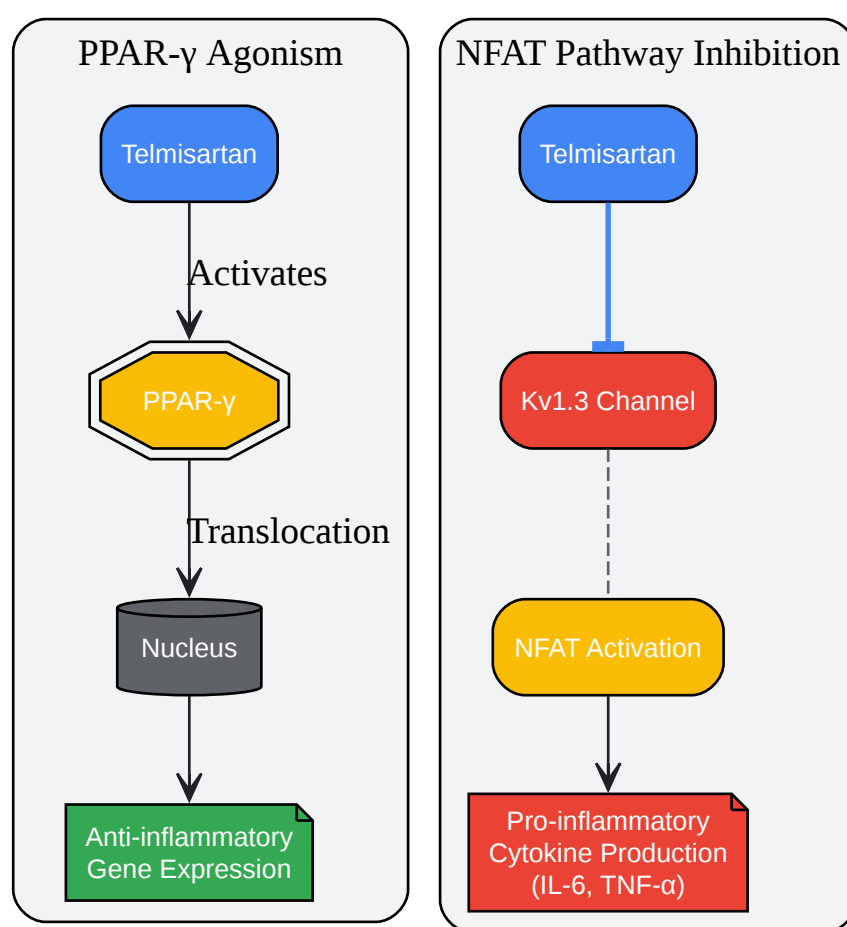 PPAR-γ Agonism
Telmisartan
Activates
PPAR-γ
Translocation
Nucleus
Anti-inflammatory
Gene Expression
NFAT Pathway Inhibition
Telmisartan
Kv1.3 Channel
NFAT Activation
Pro-inflammatory
Cytokine Production
(IL-6, TNF-α)